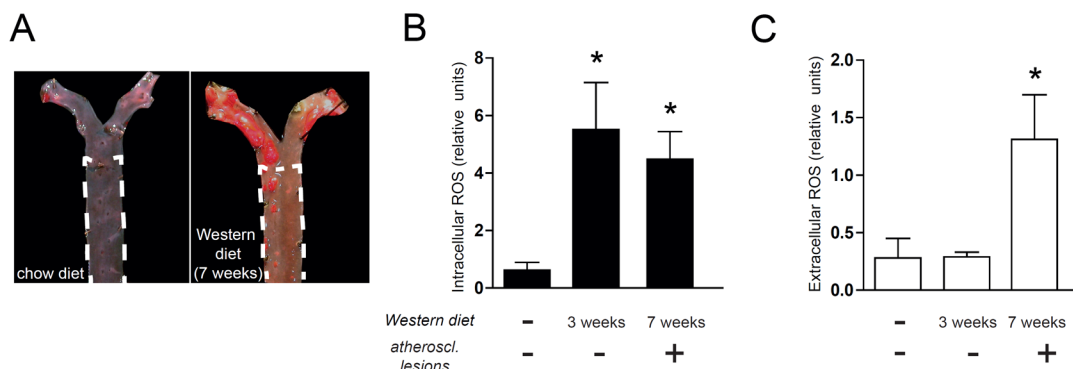 A
chow diet
Western
diet
(7 weeks)
B
Intracellular ROS (relative units)
8
6
4
2
0
*
*
Western diet - 3 weeks 7 weeks
atheroscl.
lesions
- - +
C
Extracellular ROS (relative units)
2.0
1.5
1.0
0.5
0.0
*
- 3 weeks 7 weeks
- - +